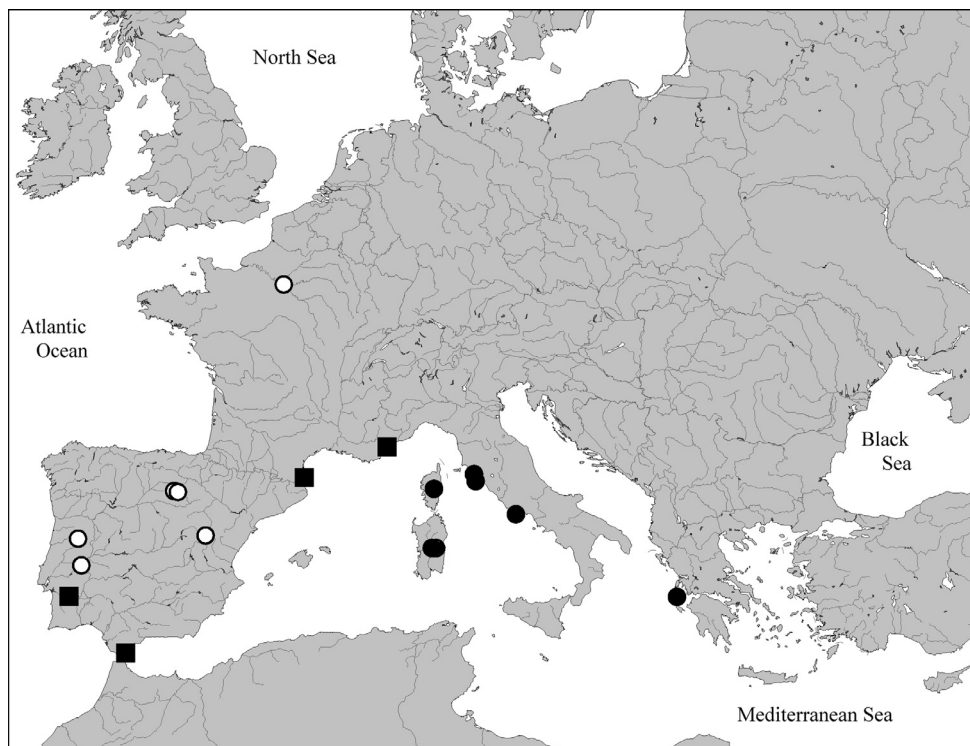 North Sea
Atlantic
Ocean
Black
Sea
Mediterranean Sea